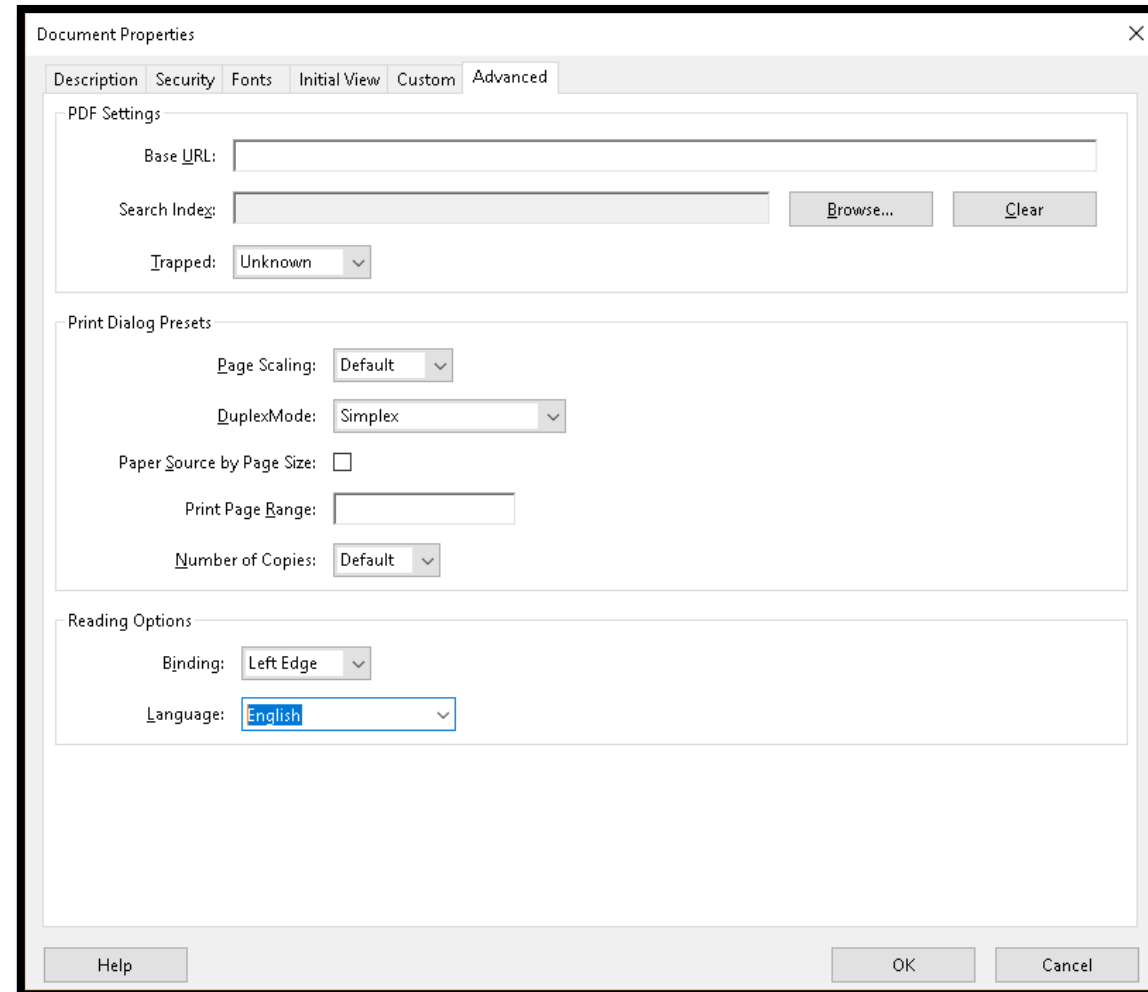 Document Properties
Description Security Fonts Initial View Custom Advanced
PDF Settings
Base URL:
Search Index: Browse... Clear
Trapped: Unknown
Print Dialog Presets
Page Scaling: Default
DuplexMode: Simplex
Paper Source by Page Size:
Print Page Range:
Number of Copies: Default
Reading Options
Binding: Left Edge
Language: English
Help OK Cancel